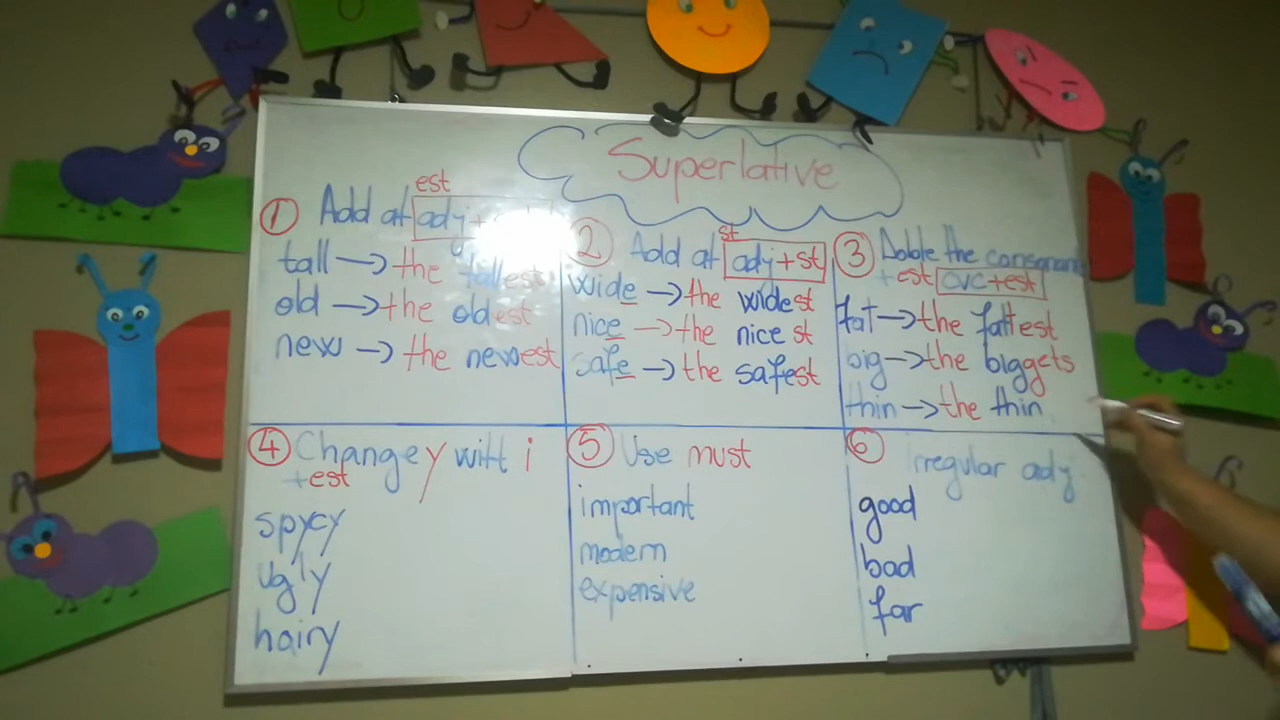 Superlative
① Add at est adj+
tall → the tallest
old → the oldest
new → the newest
② Add at st adj+st
wide → the widest
nice → the nice st
safe → the safest
③ Dobole the consonant
+est cvc+est
fat → the fattest
big → the biggets
thin → the thin
④ Change y witt i
+est
spycy
ugly
hairy
⑤ Use must
important
modern
expensive
⑥ Irregular adj
good
bad
far